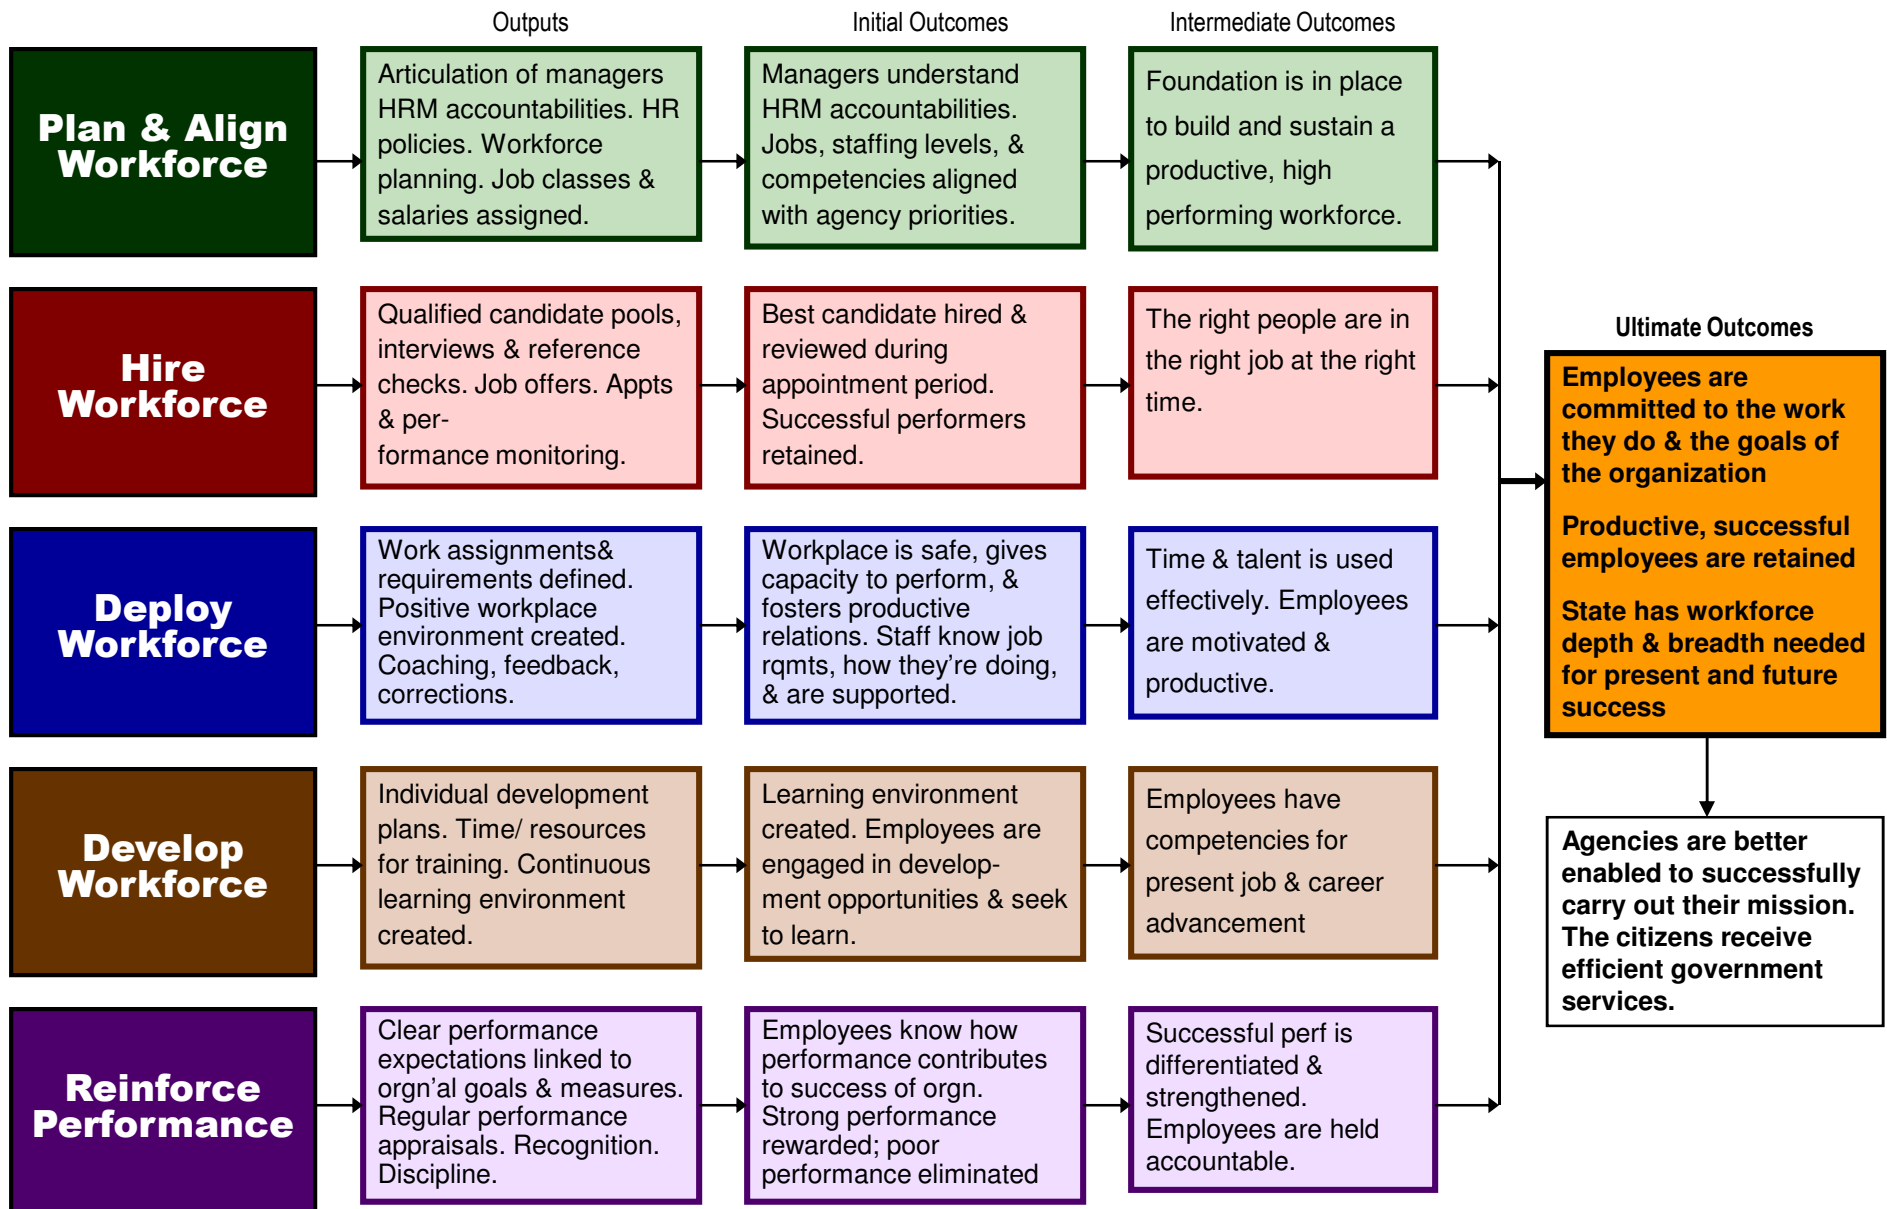 Outputs
Initial Outcomes
Intermediate Outcomes
Plan & Align
Workforce
Articulation of managers
HRM accountabilities. HR
policies. Workforce
planning. Job classes &
salaries assigned.
Managers understand
HRM accountabilities.
Jobs, staffing levels, &
competencies aligned
with agency priorities.
Foundation is in place
to build and sustain a
productive, high
performing workforce.
Hire
Workforce
Qualified candidate pools,
interviews & reference
checks. Job offers. Appts
& per-
formance monitoring.
Best candidate hired &
reviewed during
appointment period.
Successful performers
retained.
The right people are in
the right job at the right
time.
Deploy
Workforce
Work assignments&
requirements defined.
Positive workplace
environment created.
Coaching, feedback,
corrections.
Workplace is safe, gives
capacity to perform, &
fosters productive
relations. Staff know job
rqmts, how they’re doing,
& are supported.
Time & talent is used
effectively. Employees
are motivated &
productive.
Develop
Workforce
Individual development
plans. Time/ resources
for training. Continuous
learning environment
created.
Learning environment
created. Employees are
engaged in develop-
ment opportunities & seek
to learn.
Employees have
competencies for
present job & career
advancement
Reinforce
Performance
Clear performance
expectations linked to
orgn’al goals & measures.
Regular performance
appraisals. Recognition.
Discipline.
Employees know how
performance contributes
to success of orgn.
Strong performance
rewarded; poor
performance eliminated
Successful perf is
differentiated &
strengthened.
Employees are held
accountable.
Ultimate Outcomes
Employees are
committed to the work
they do & the goals of
the organization
Productive, successful
employees are retained
State has workforce
depth & breadth needed
for present and future
success
Agencies are better
enabled to successfully
carry out their mission.
The citizens receive
efficient government
services.